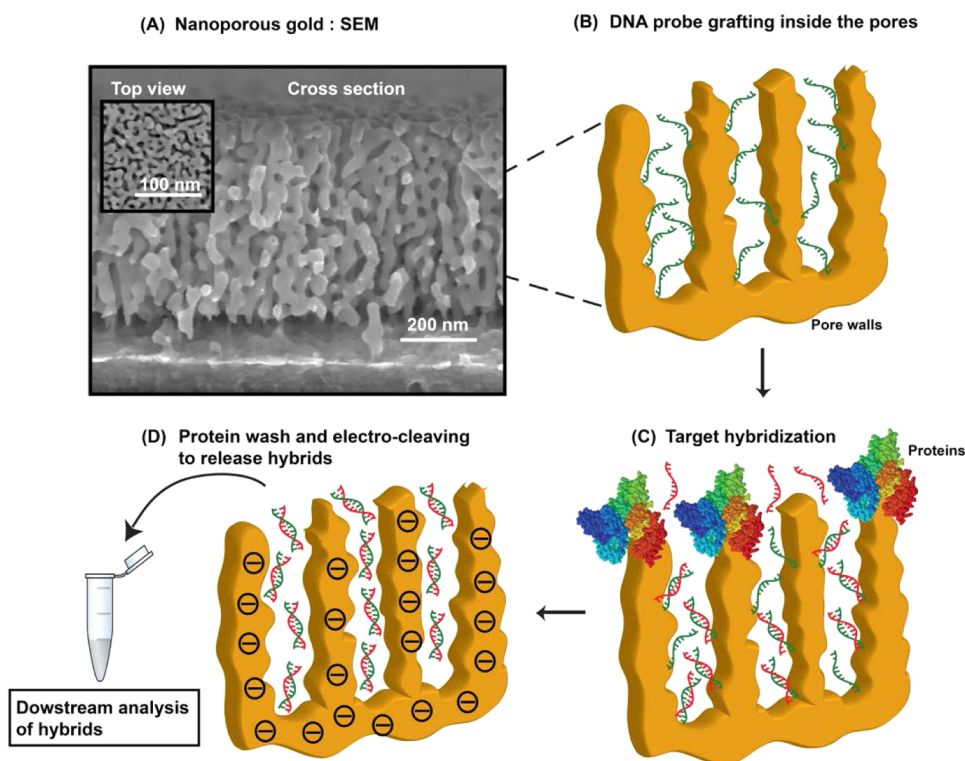 (A) Nanoporous gold : SEM
Top view
Cross section
100 nm
200 nm
(B) DNA probe grafting inside the pores
Pore walls
(C) Target hybridization
Proteins
(D) Protein wash and electro-cleaving
to release hybrids
Dowstream analysis
of hybrids